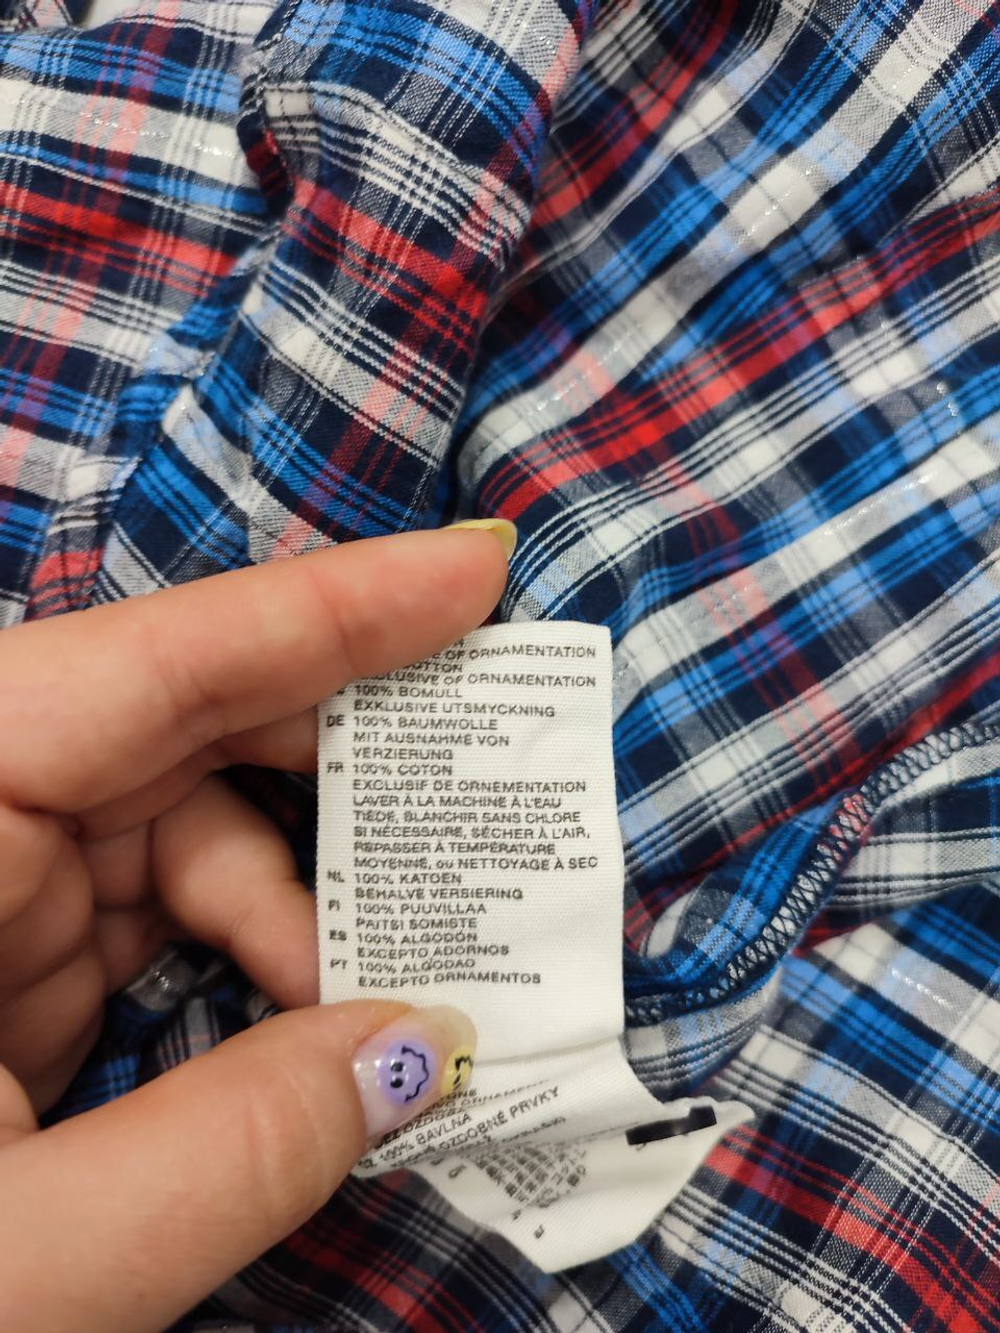 OF ORNAMENTATION
COTTON
EXCLUSIVE OF ORNAMENTATION
100% BOMULL
EXKLUSIVE UTSMYCKNING
DE 100% BAUMWOLLE
MIT AUSNAHME VON
VERZIERUNG
FR 100% COTON
EXCLUSIF DE ORNEMENTATION
LAVER À LA MACHINE À L'EAU
TIÈDE, BLANCHIR SANS CHLORE
SI NÉCESSAIRE, SÉCHER À L'AIR,
REPASSER À TEMPÉRATURE
MOYENNE, ou NETTOYAGE À SEC
NL 100% KATOEN
BEHALVE VERSIERING
FI 100% PUUVILLAA
PAITSI SOMISTE
ES 100% ALGODÓN
EXCEPTO ADORNOS
PT 100% ALGODAO
EXCEPTO ORNAMENTOS
100% BAVLNA
OZDOBNÉ PRVKY